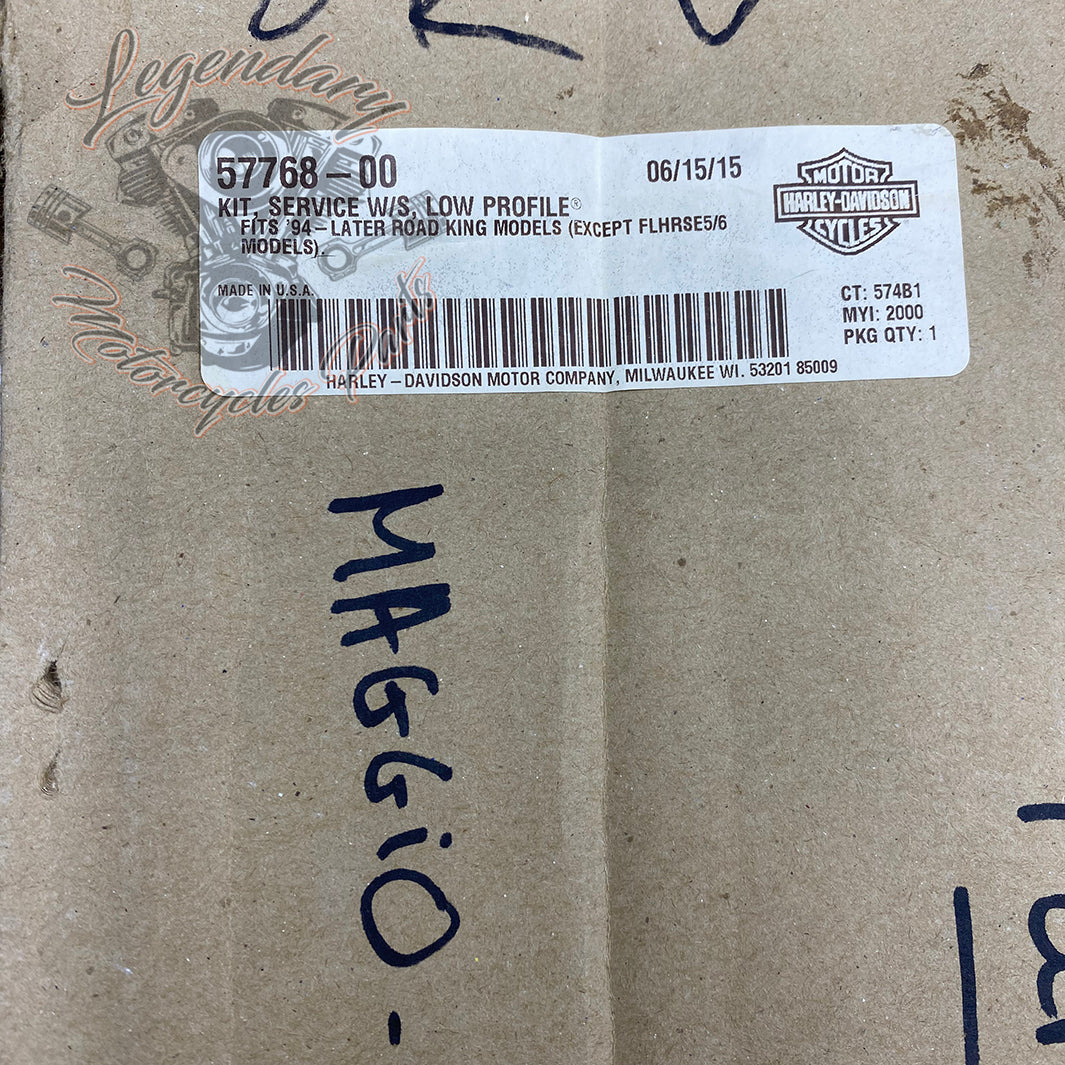 Legendary
Motorcycles Parts
57768-00
06/15/15
KIT, SERVICE W/S, LOW PROFILE®
FITS '94-LATER ROAD KING MODELS (EXCEPT FLHRSE5/6
MODELS).
MADE IN U.S.A.
MOTOR
HARLEY-DAVIDSON
CYCLES
CT: 574B1
MYI: 2000
PKG QTY: 1
HARLEY-DAVIDSON MOTOR COMPANY, MILWAUKEE WI. 53201 85009
MAGGiO-